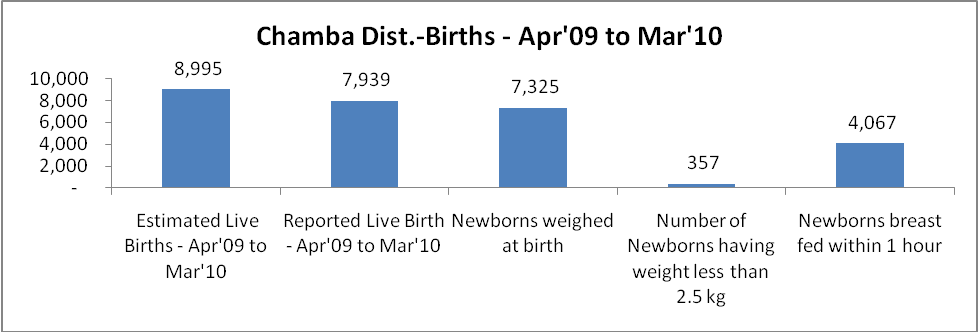 Chamba Dist.-Births - Apr'09 to Mar'10
10,000
8,000
6,000
4,000
2,000
-
8,995
7,939
7,325
357
4,067
Estimated Live
Births - Apr'09 to
Mar'10
Reported Live Birth
- Apr'09 to Mar'10
Newborns weighed
at birth
Number of
Newborns having
weight less than
2.5 kg
Newborns breast
fed within 1 hour